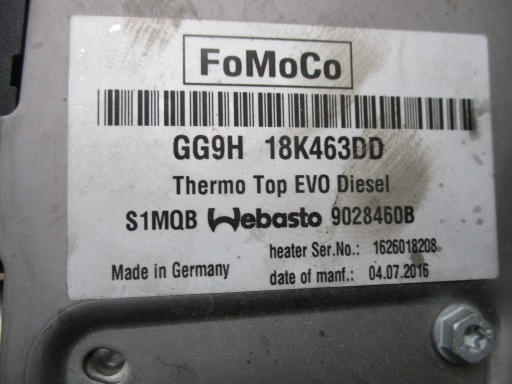 FoMoCo
GG9H 18K463DD
Thermo Top EVO Diesel
S1MQB Webasto 9028460B
heater Ser.No.: 1626018208
Made in Germany date of manf.: 04.07.2016